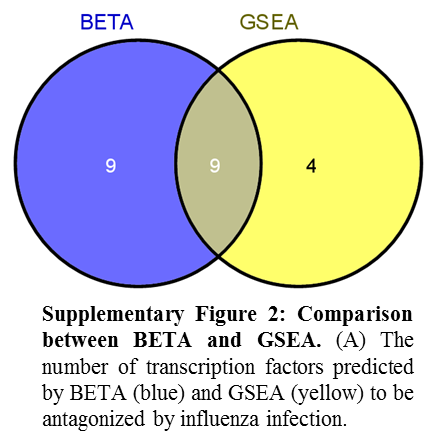 BETA GSEA
9 9 4
Supplementary Figure 2: Comparison
between BETA and GSEA. (A) The
number of transcription factors predicted
by BETA (blue) and GSEA (yellow) to be
antagonized by influenza infection.